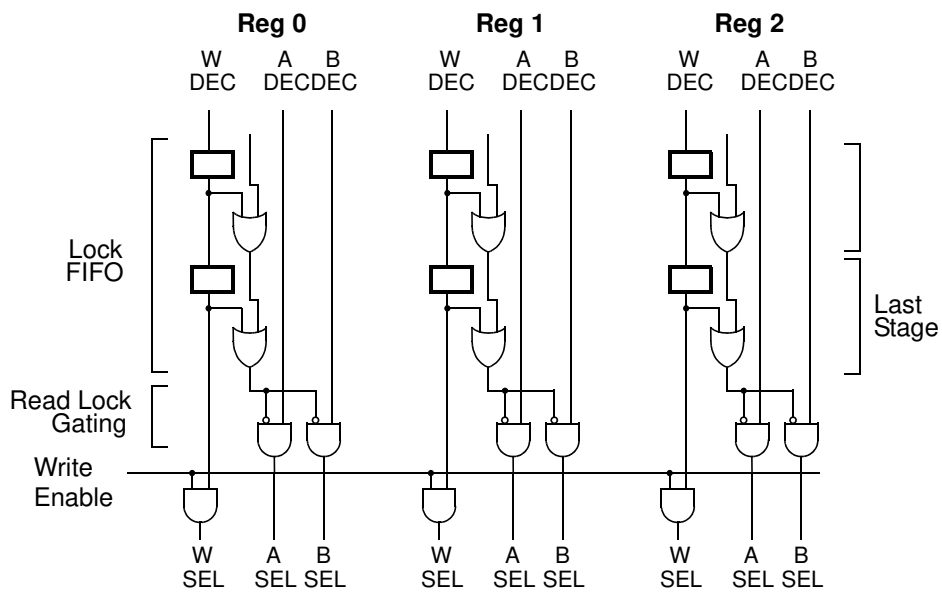 Reg 0 Reg 1 Reg 2
W A B W A B W A B
DEC DEC DEC DEC DEC DEC DEC DEC DEC
Lock
FIFO
Last
Stage
Read Lock
Gating
Write
Enable
W A B W A B W A B
SEL SEL SEL SEL SEL SEL SEL SEL SEL